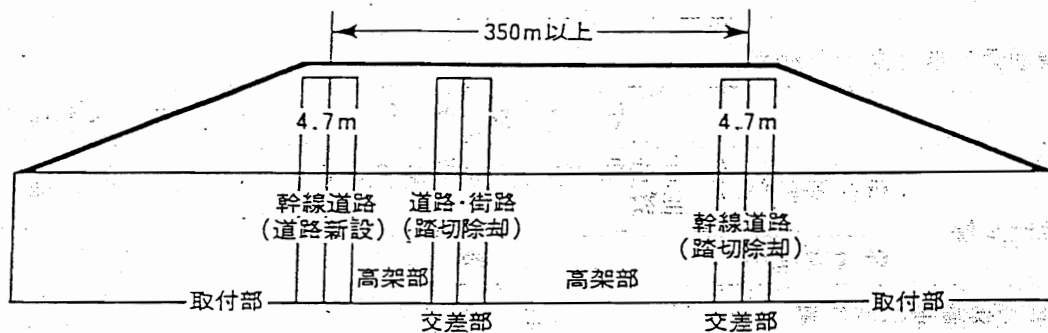 350m以上
4.7m
4.7m
幹線道路
(道路新設)
道路・街路
(踏切除却)
幹線道路
(踏切除却)
高架部
高架部
取付部
取付部
交差部
交差部